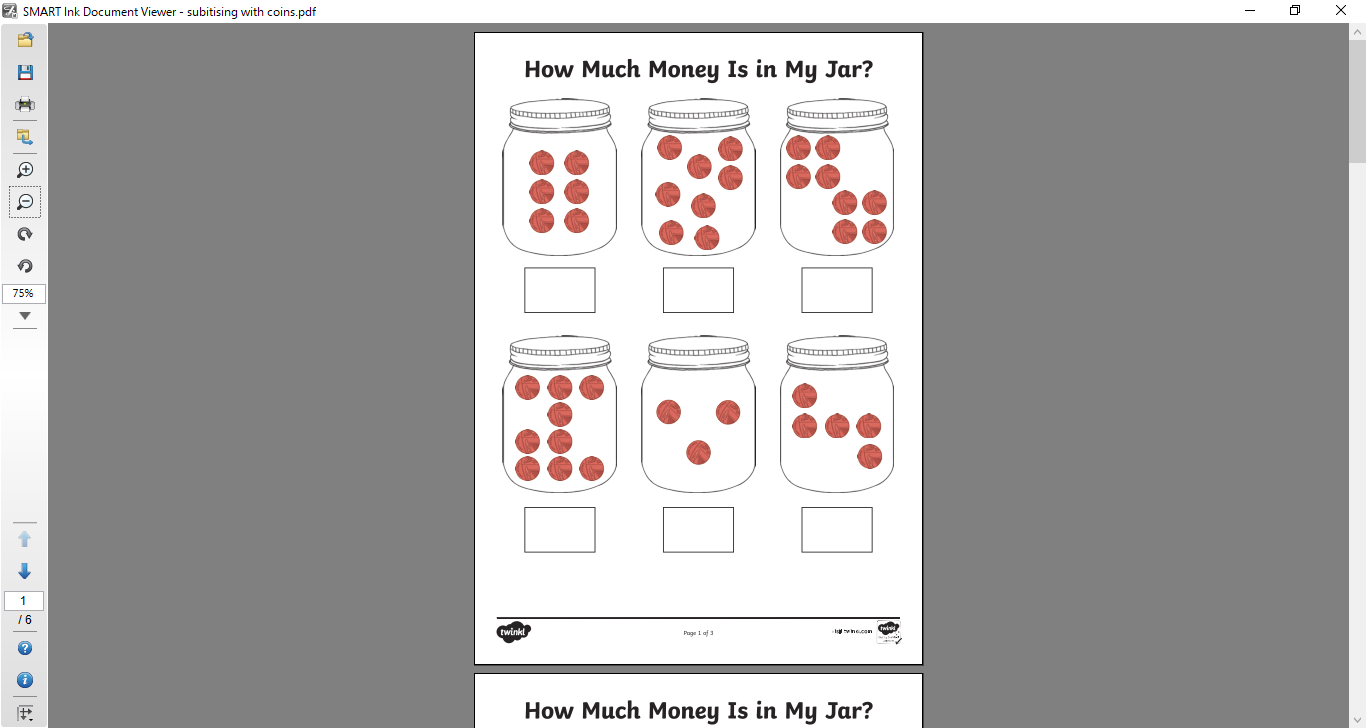 SMART Ink Document Viewer - subitising with coins.pdf
How Much Money Is in My Jar?
75%
1
/ 6
twinkl
Page 1 of 3
twinkl
How Much Money Is in My Jar?